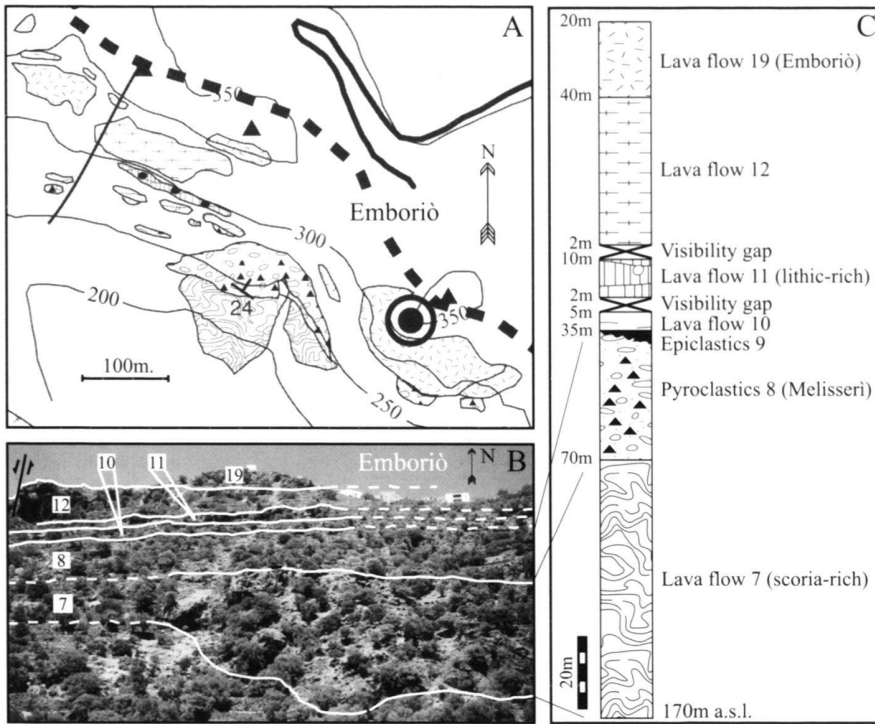 A
350
N
Emboriò
300
200
24
350
100m.
250
B
10
11
19
Emboriò
N
12
8
7
C
20m
Lava flow 19 (Emboriò)
40m
Lava flow 12
2m
Visibility gap
10m
Lava flow 11 (lithic-rich)
2m
Visibility gap
5m
Lava flow 10
35m
Epiclastics 9
Pyroclastics 8 (Melisserì)
70m
Lava flow 7 (scoria-rich)
20m
170m a.s.l.